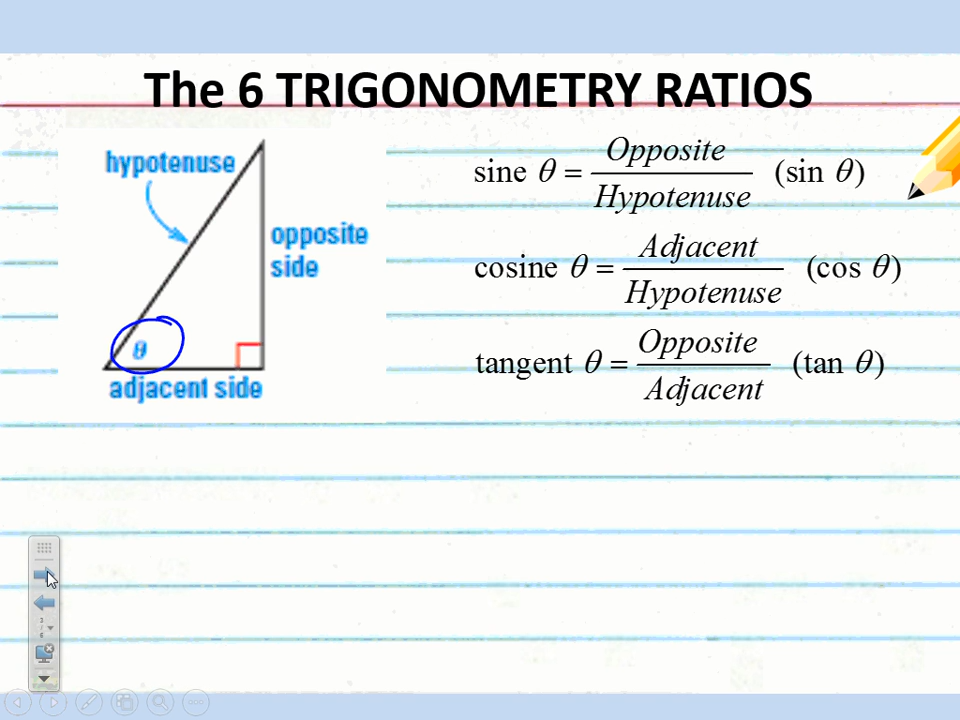 The 6 TRIGONOMETRY RATIOS
hypotenuse
opposite
side
θ
adjacent side
sine θ = Opposite / Hypotenuse (sin θ)
cosine θ = Adjacent / Hypotenuse (cos θ)
tangent θ = Opposite / Adjacent (tan θ)